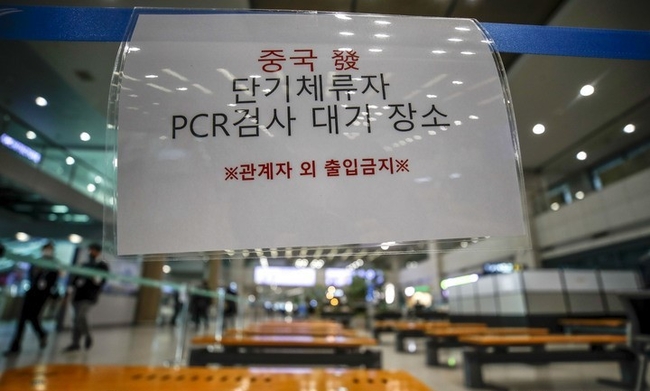 중국 發
단기체류자
PCR검사 대기 장소
※관계자 외 출입금지※